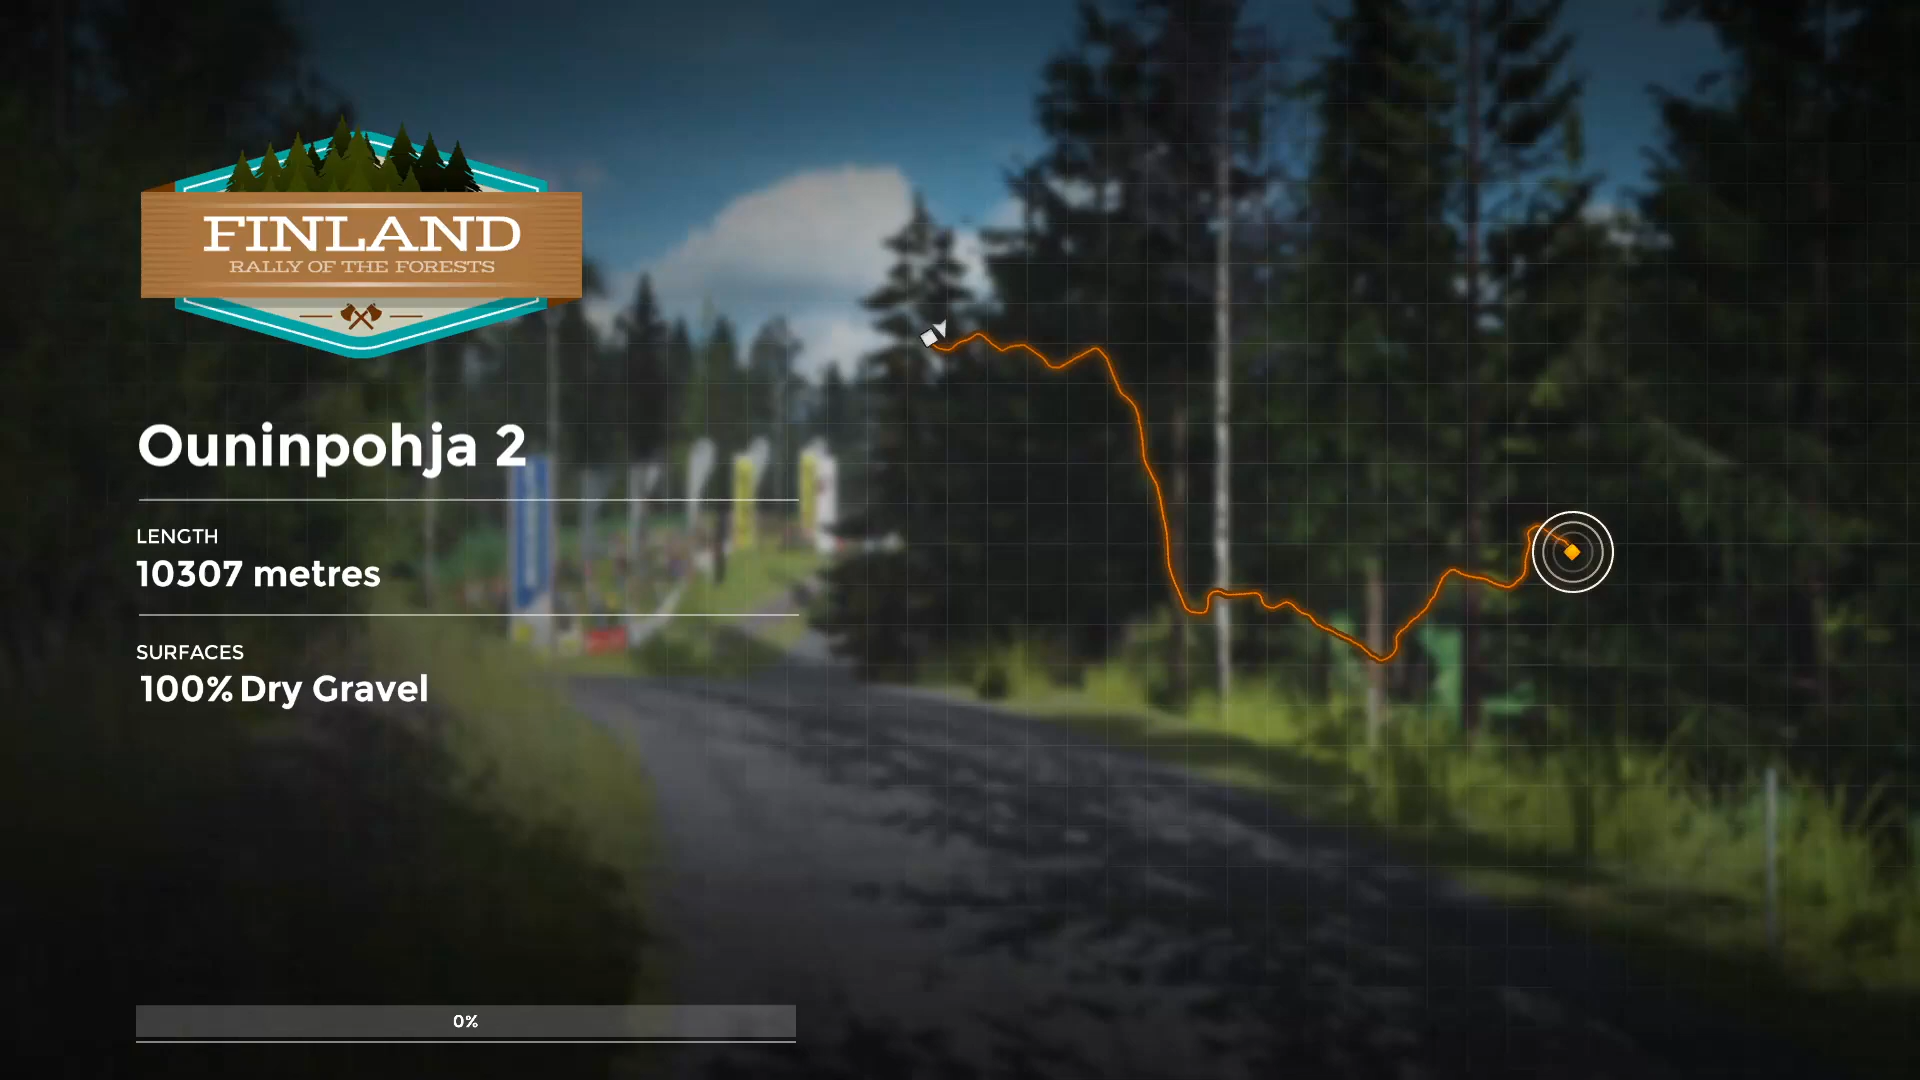 FINLAND
RALLY OF THE FORESTS
Ouninpohja 2
LENGTH
10307 metres
SURFACES
100% Dry Gravel
0%